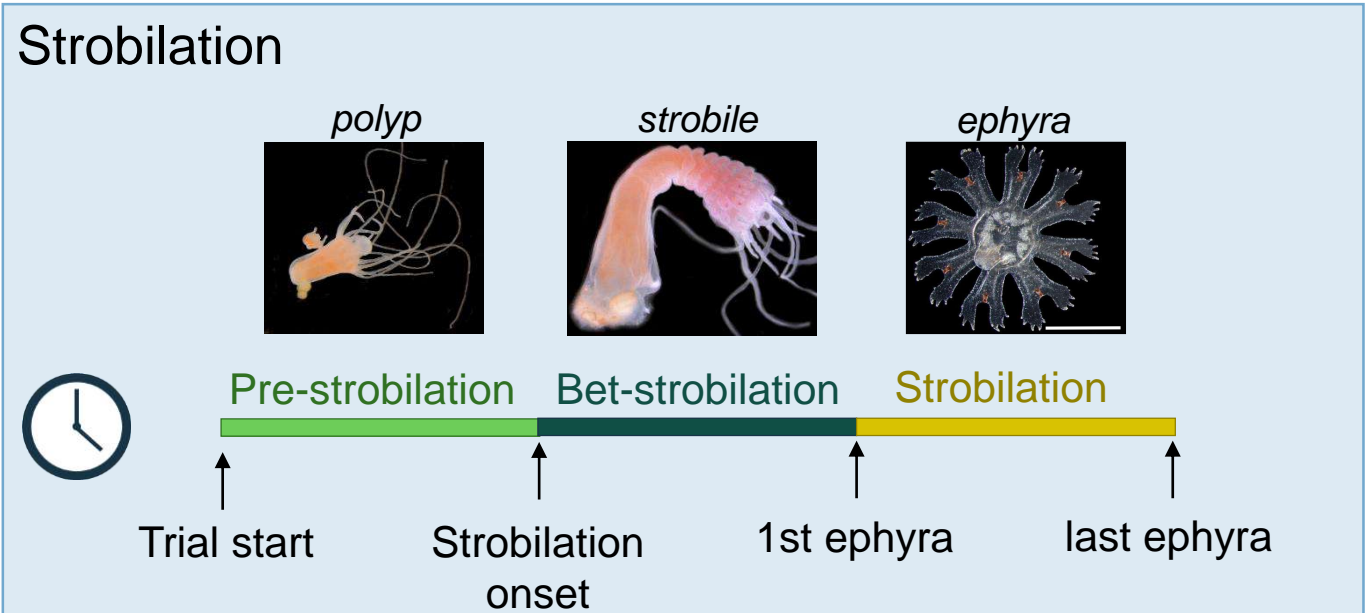 Strobilation
polyp strobile ephyra
Pre-strobilation Bet-strobilation Strobilation
Trial start Strobilation 1st ephyra last ephyra
onset